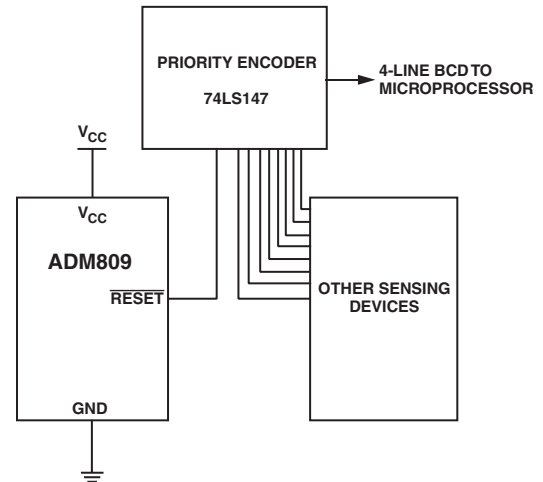 PRIORITY ENCODER
74LS147
4-LINE BCD TO
MICROPROCESSOR
VCC
VCC
ADM809
RESET
OTHER SENSING
DEVICES
GND